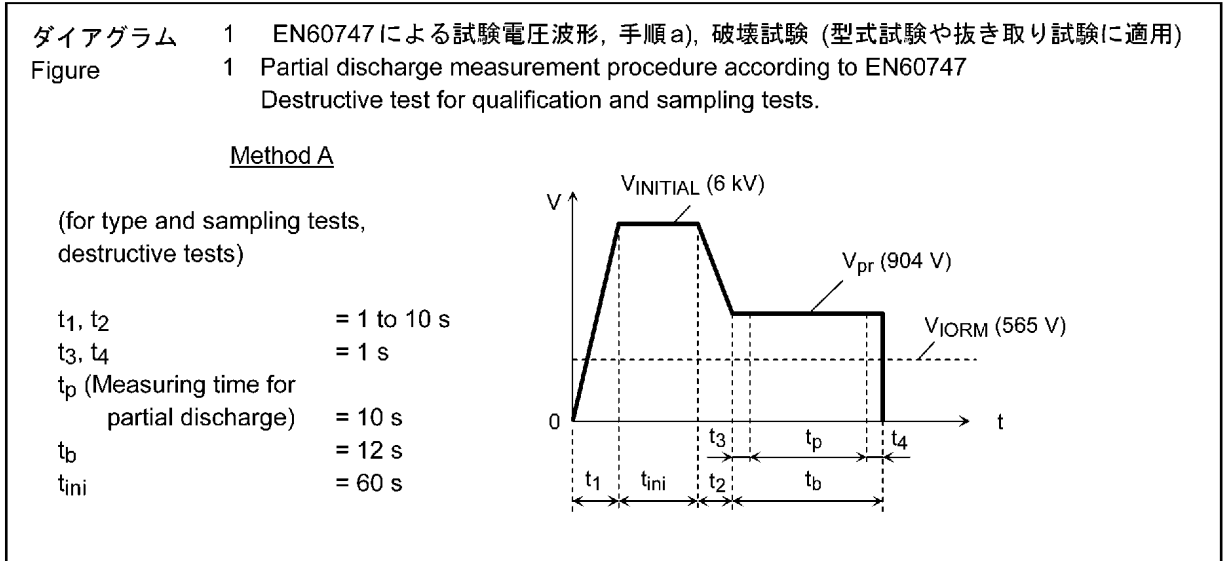 ダイアグラム 1 EN60747による試験電圧波形, 手順a), 破壊試験 (型式試験や抜き取り試験に適用)
Figure 1 Partial discharge measurement procedure according to EN60747
Destructive test for qualification and sampling tests.
Method A
(for type and sampling tests,
destructive tests)
t1, t2 = 1 to 10 s
t3, t4 = 1 s
tp (Measuring time for
partial discharge) = 10 s
tb = 12 s
tini = 60 s
V
VINITIAL (6 kV)
Vpr (904 V)
VIORM (565 V)
0
t
t3 tp t4
t1 tini t2 tb